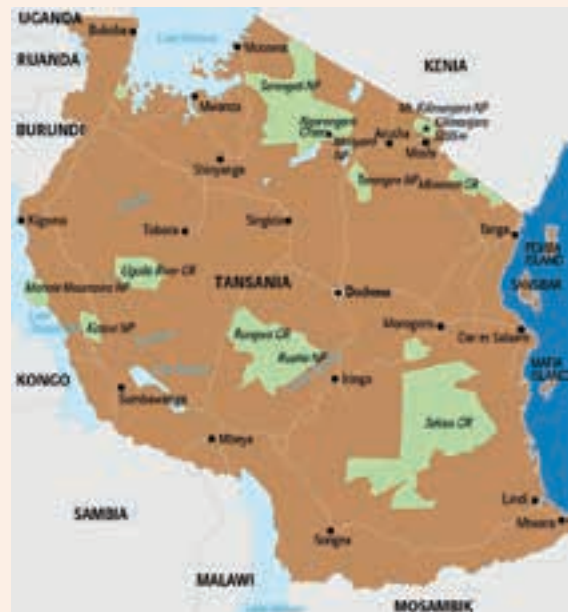 UGANDA
Bukoba
RUANDA
Musoma
KENIA
Serengeti NP
Mwanza
Mt. Kilimanjaro NP
Kilimanjaro
BURUNDI
Arusha
Moshi
NP
Shinyanga
Tarangire NP
Mkomazi GR
Kigoma
Tabora
Singida
Tanga
PEMBA
ISLAND
Ugalla River GR
TANSANIA
SANSIBAR
Mahale Mountains NP
Dodoma
Katavi NP
Morogoro
Dar es Salaam
Rungwa GR
Ruaha NP
MAFIA
ISLAND
KONGO
Iringa
Sumbawanga
Selous GR
Mbeya
Lindi
SAMBIA
Mtwara
Songea
MALAWI
MOSAMBIK